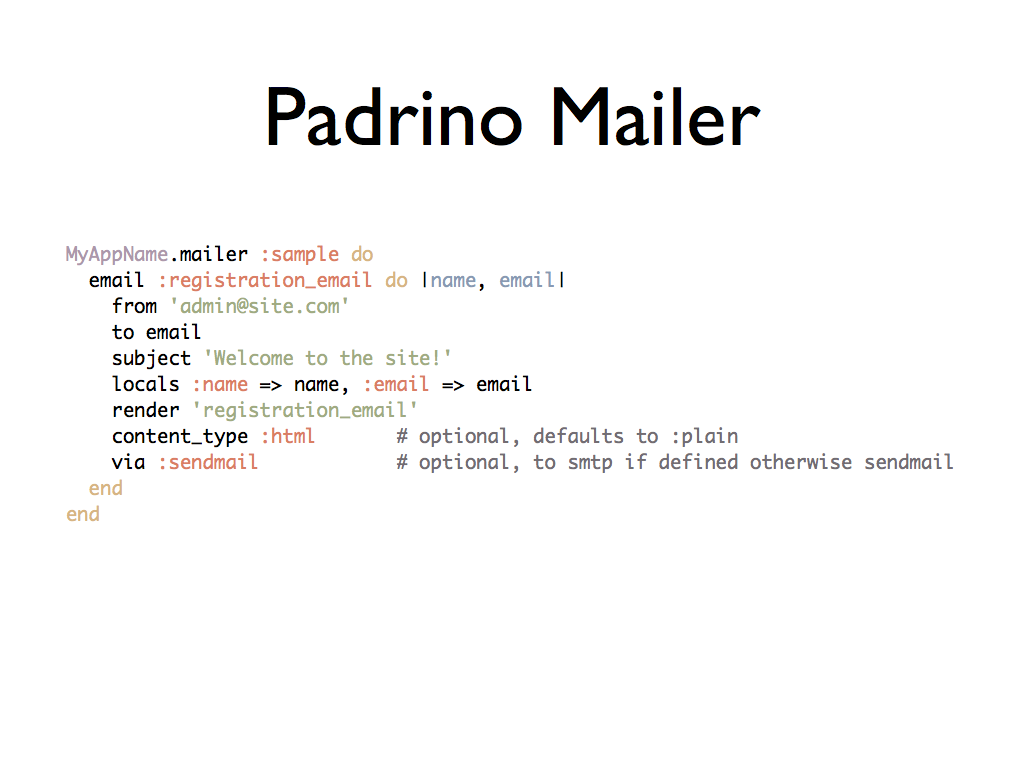 Padrino Mailer
MyAppName.mailer :sample do
  email :registration_email do |name, email|
    from 'admin@site.com'
    to email
    subject 'Welcome to the site!'
    locals :name => name, :email => email
    render 'registration_email'
    content_type :html       # optional, defaults to :plain
    via :sendmail            # optional, to smtp if defined otherwise sendmail
  end
end